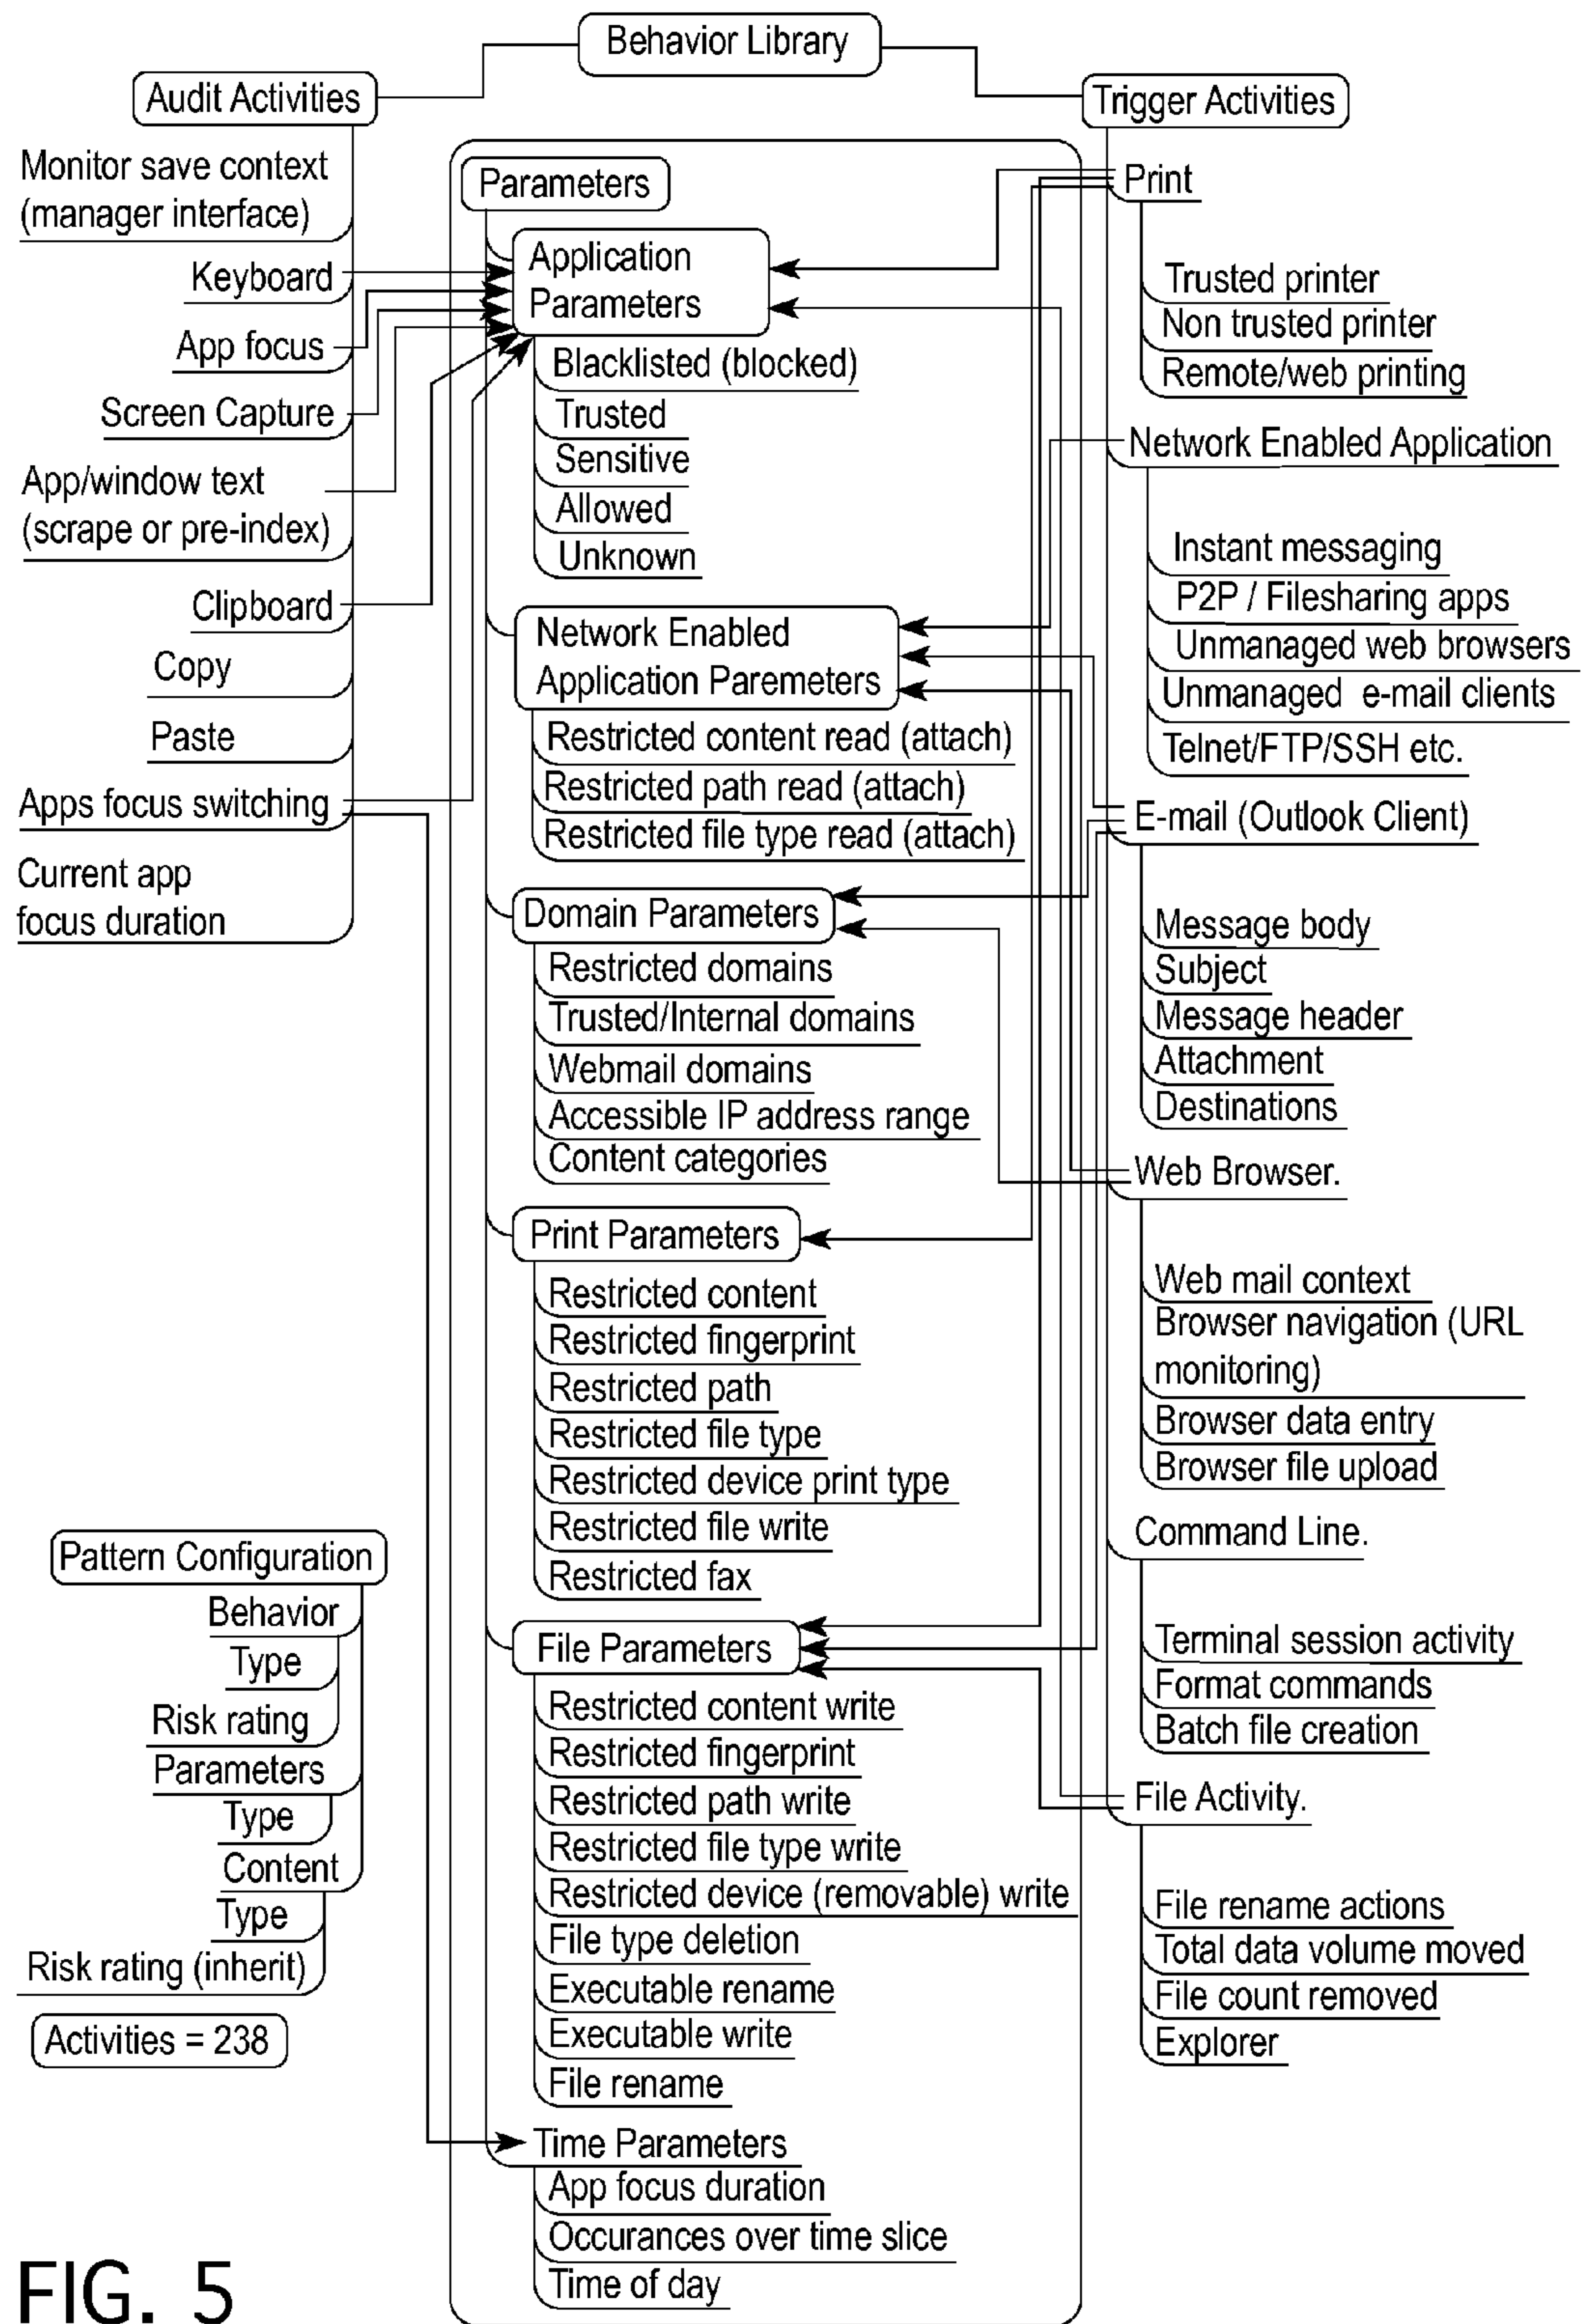 Behavior Library
Audit Activities
Monitor save context
(manager interface)
Keyboard
App focus
Screen Capture
App/window text
(scrape or pre-index)
Clipboard
Copy
Paste
Apps focus switching
Current app
focus duration
Pattern Configuration
Behavior
Type
Risk rating
Parameters
Type
Content
Type
Risk rating (inherit)
Activities = 238
Parameters
Application
Parameters
Blacklisted (blocked)
Trusted
Sensitive
Allowed
Unknown
Network Enabled
Application Paremeters
Restricted content read (attach)
Restricted path read (attach)
Restricted file type read (attach)
Domain Parameters
Restricted domains
Trusted/Internal domains
Webmail domains
Accessible IP address range
Content categories
Print Parameters
Restricted content
Restricted fingerprint
Restricted path
Restricted file type
Restricted device print type
Restricted file write
Restricted fax
File Parameters
Restricted content write
Restricted fingerprint
Restricted path write
Restricted file type write
Restricted device (removable) write
File type deletion
Executable rename
Executable write
File rename
Time Parameters
App focus duration
Occurances over time slice
Time of day
Trigger Activities
Print
Trusted printer
Non trusted printer
Remote/web printing
Network Enabled Application
Instant messaging
P2P / Filesharing apps
Unmanaged web browsers
Unmanaged e-mail clients
Telnet/FTP/SSH etc.
E-mail (Outlook Client)
Message body
Subject
Message header
Attachment
Destinations
Web Browser.
Web mail context
Browser navigation (URL
monitoring)
Browser data entry
Browser file upload
Command Line.
Terminal session activity
Format commands
Batch file creation
File Activity.
File rename actions
Total data volume moved
File count removed
Explorer
FIG. 5